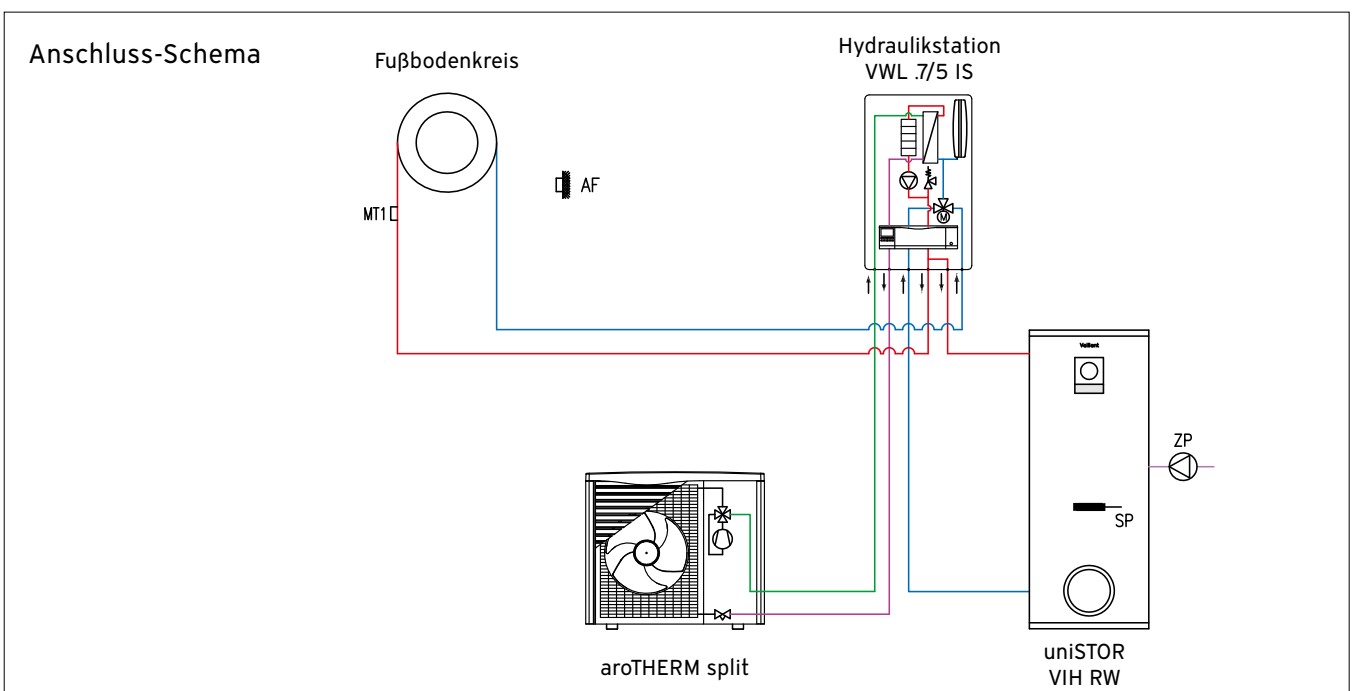 Anschluss-Schema
Fußbodenkreis
Hydraulikstation
VWL .7/5 IS
AF
MT1
M
Vaillant
ZP
SP
aroTHERM split
uniSTOR
VIH RW